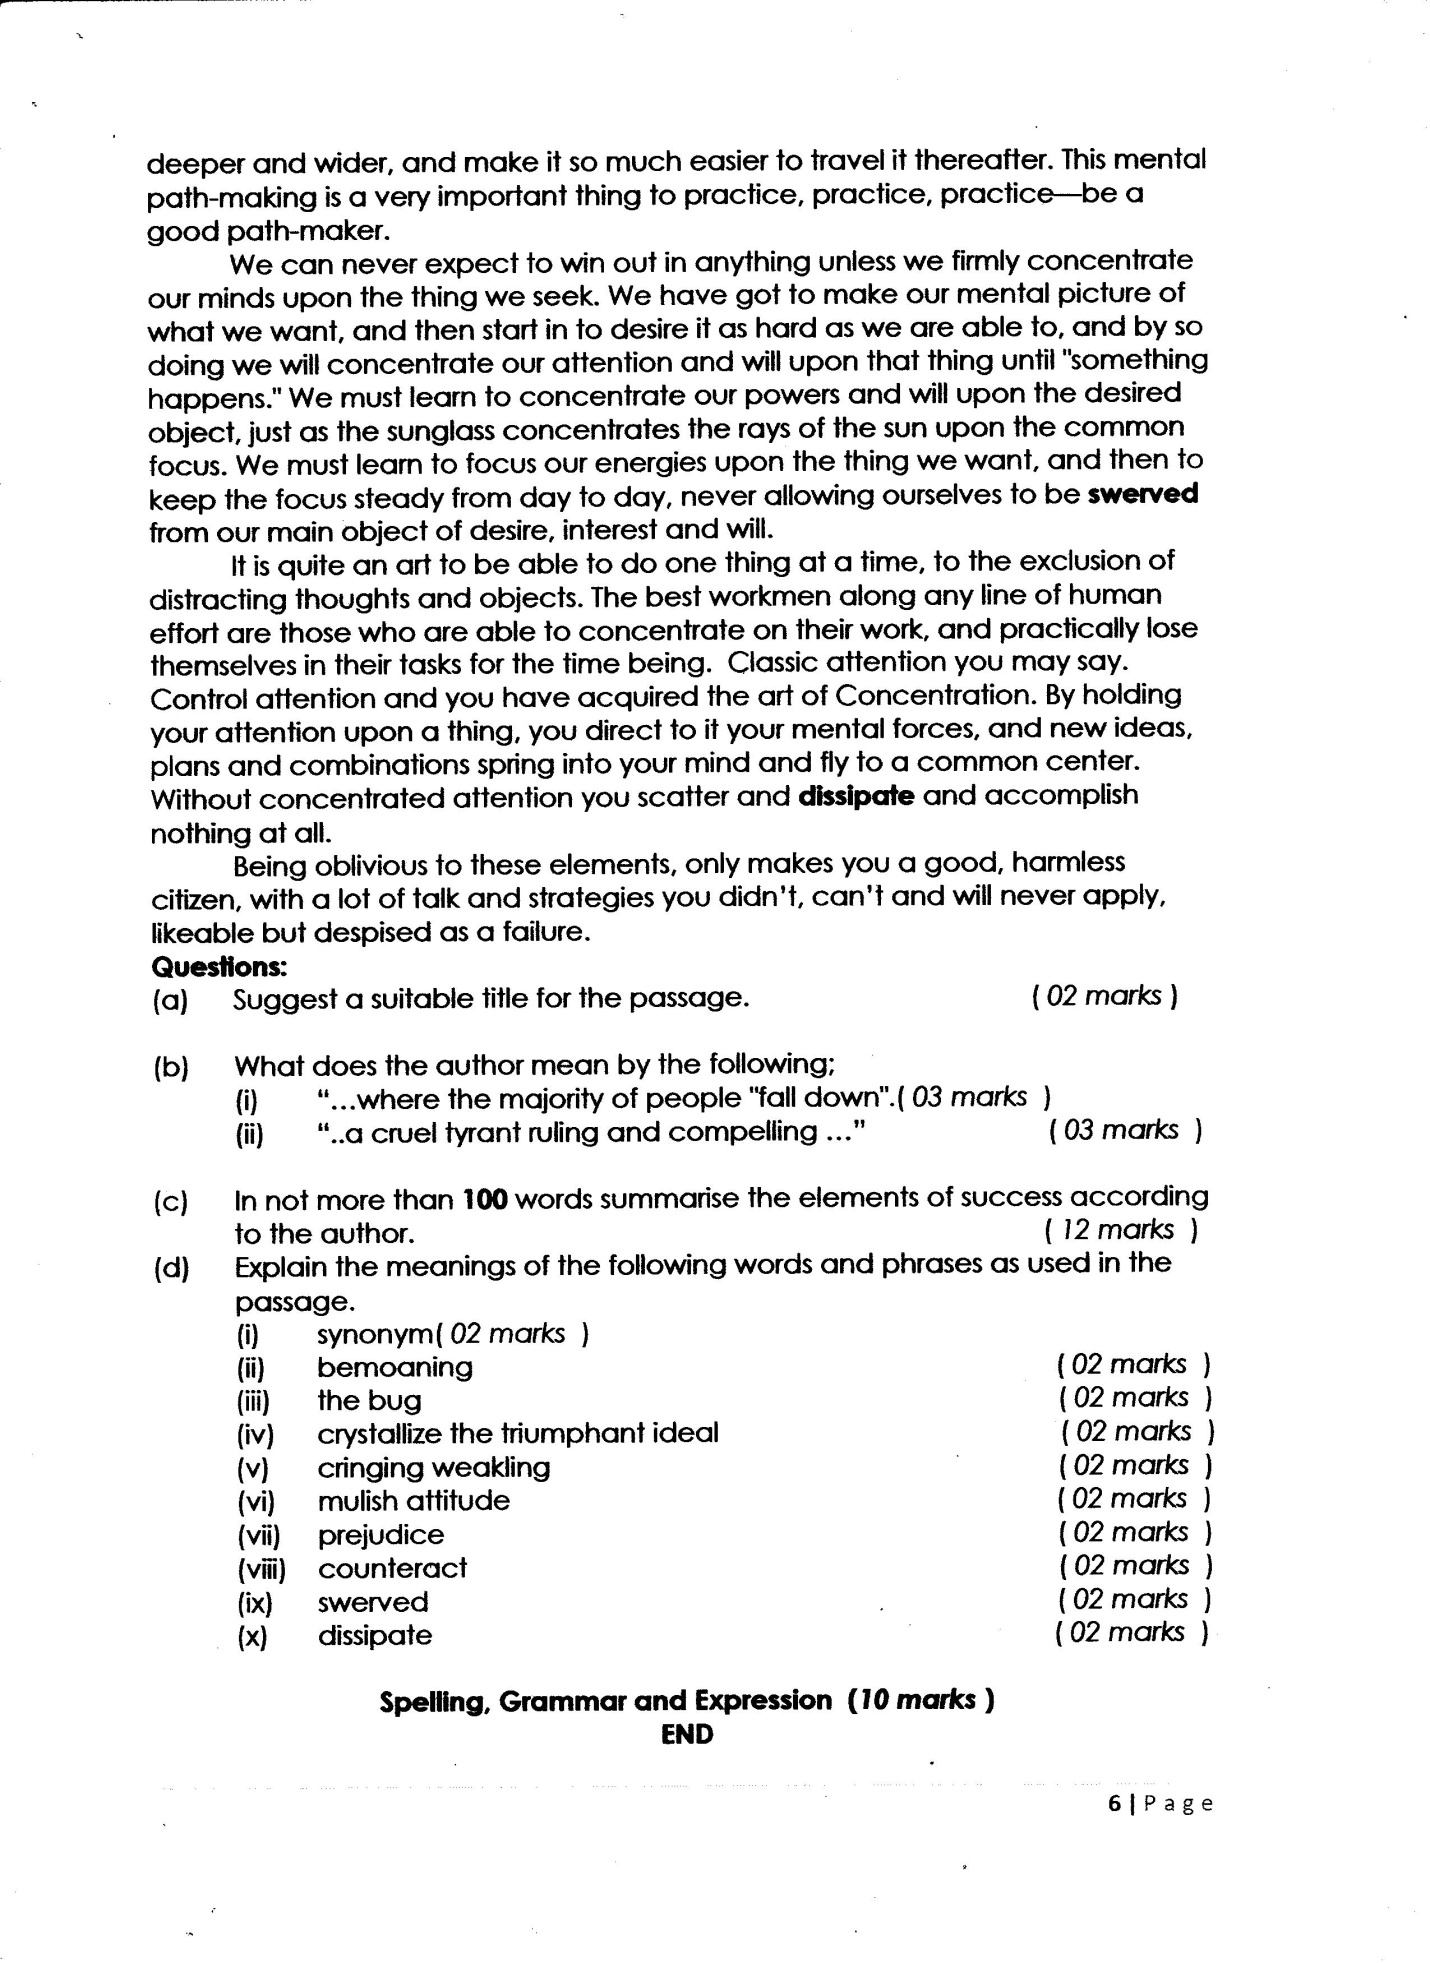 deeper and wider, and make it so much easier to travel it thereafter. This mental
path-making is a very important thing to practice, practice, practice—be a
good path-maker.
We can never expect to win out in anything unless we firmly concentrate
our minds upon the thing we seek. We have got to make our mental picture of
what we want, and then start in to desire it as hard as we are able to, and by so
doing we will concentrate our attention and will upon that thing until "something
happens." We must learn to concentrate our powers and will upon the desired
object, just as the sunglass concentrates the rays of the sun upon the common
focus. We must learn to focus our energies upon the thing we want, and then to
keep the focus steady from day to day, never allowing ourselves to be swerved
from our main object of desire, interest and will.
It is quite an art to be able to do one thing at a time, to the exclusion of
distracting thoughts and objects. The best workmen along any line of human
effort are those who are able to concentrate on their work, and practically lose
themselves in their tasks for the time being. Classic attention you may say.
Control attention and you have acquired the art of Concentration. By holding
your attention upon a thing, you direct to it your mental forces, and new ideas,
plans and combinations spring into your mind and fly to a common center.
Without concentrated attention you scatter and dissipate and accomplish
nothing at all.
Being oblivious to these elements, only makes you a good, harmless
citizen, with a lot of talk and strategies you didn't, can't and will never apply,
likeable but despised as a failure.
Questions:
(a) Suggest a suitable title for the passage. ( 02 marks )
(b) What does the author mean by the following;
(i) "...where the majority of people "fall down".( 03 marks )
(ii) "..a cruel tyrant ruling and compelling ..." ( 03 marks )
(c) In not more than 100 words summarise the elements of success according
to the author. ( 12 marks )
(d) Explain the meanings of the following words and phrases as used in the
passage.
(i) synonym( 02 marks )
(ii) bemoaning ( 02 marks )
(iii) the bug ( 02 marks )
(iv) crystallize the triumphant ideal ( 02 marks )
(v) cringing weakling ( 02 marks )
(vi) mulish attitude ( 02 marks )
(vii) prejudice ( 02 marks )
(viii) counteract ( 02 marks )
(ix) swerved ( 02 marks )
(x) dissipate ( 02 marks )
Spelling, Grammar and Expression (10 marks )
END
6 | P a g e